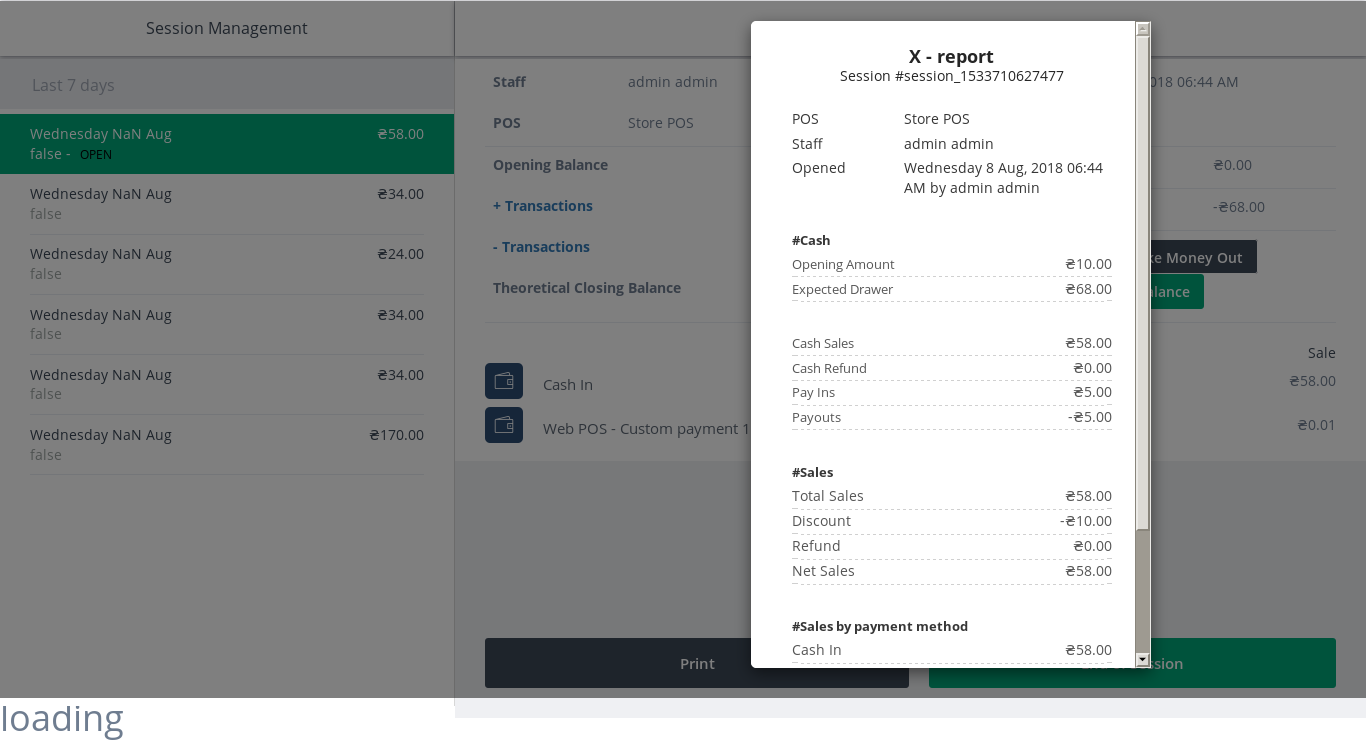 Session Management
Last 7 days
Wednesday NaN Aug ₴58.00
false - OPEN
Wednesday NaN Aug ₴34.00
false
Wednesday NaN Aug ₴24.00
false
Wednesday NaN Aug ₴34.00
false
Wednesday NaN Aug ₴34.00
false
Wednesday NaN Aug ₴170.00
false
loading
Staff admin admin
018 06:44 AM
POS Store POS
Opening Balance ₴0.00
+ Transactions -₴68.00
- Transactions
Money Out
Theoretical Closing Balance
Sale
Cash In ₴58.00
Web POS - Custom payment 1 ₴0.01
Print
X - report
Session #session_1533710627477
POS Store POS
Staff admin admin
Opened Wednesday 8 Aug, 2018 06:44
AM by admin admin
#Cash
Opening Amount ₴10.00
Expected Drawer ₴68.00
Cash Sales ₴58.00
Cash Refund ₴0.00
Pay Ins ₴5.00
Payouts -₴5.00
#Sales
Total Sales ₴58.00
Discount -₴10.00
Refund ₴0.00
Net Sales ₴58.00
#Sales by payment method
Cash In ₴58.00